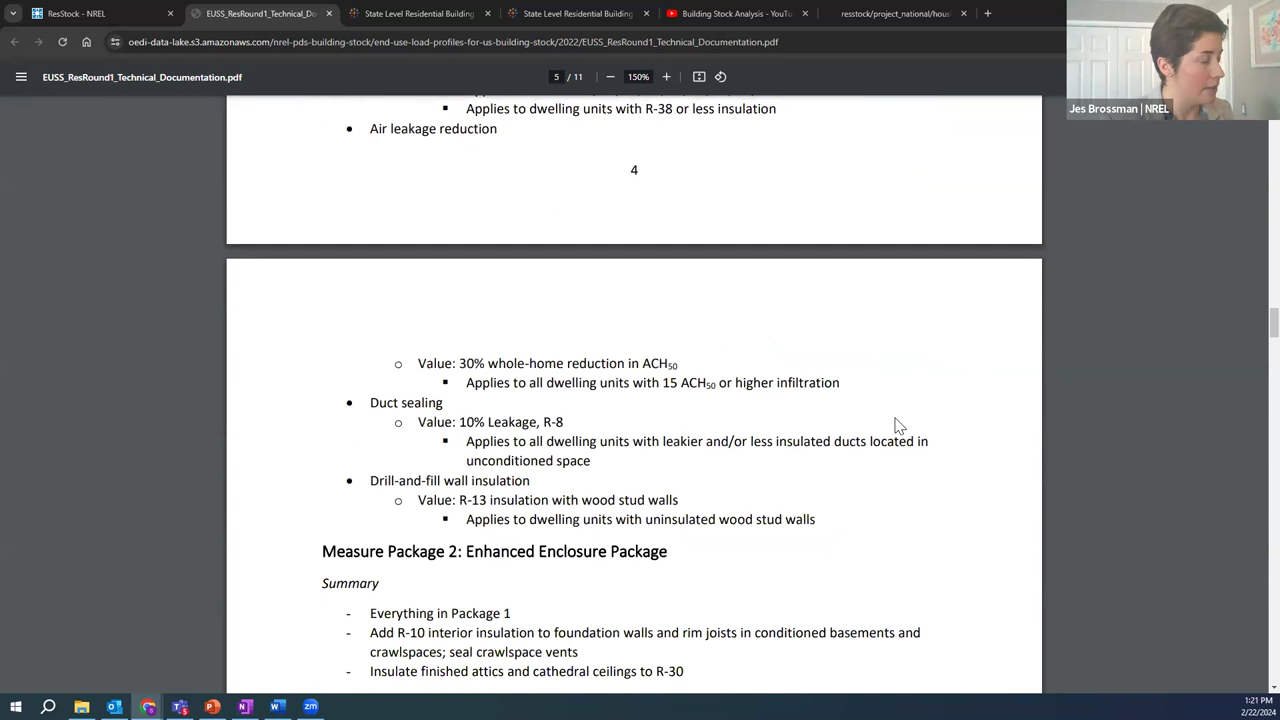 ResStock - NREL
EUSS_ResRound1_Technical_Do
State Level Residential Building
State Level Residential Building
Building Stock Analysis - YouTu
resstock/project_national/hous
oedi-data-lake.s3.amazonaws.com/nrel-pds-building-stock/end-use-load-profiles-for-us-building-stock/2022/EUSS_ResRound1_Technical_Documentation.pdf
EUSS_ResRound1_Technical_Documentation.pdf
5 / 11
150%
Jes Brossman | NREL
▪ Applies to dwelling units with R-38 or less insulation
• Air leakage reduction
4
o Value: 30% whole-home reduction in ACH₅₀
▪ Applies to all dwelling units with 15 ACH₅₀ or higher infiltration
• Duct sealing
o Value: 10% Leakage, R-8
▪ Applies to all dwelling units with leakier and/or less insulated ducts located in
unconditioned space
• Drill-and-fill wall insulation
o Value: R-13 insulation with wood stud walls
▪ Applies to dwelling units with uninsulated wood stud walls
Measure Package 2: Enhanced Enclosure Package
Summary
- Everything in Package 1
- Add R-10 interior insulation to foundation walls and rim joists in conditioned basements and
crawlspaces; seal crawlspace vents
- Insulate finished attics and cathedral ceilings to R-30
1:21 PM
2/22/2024